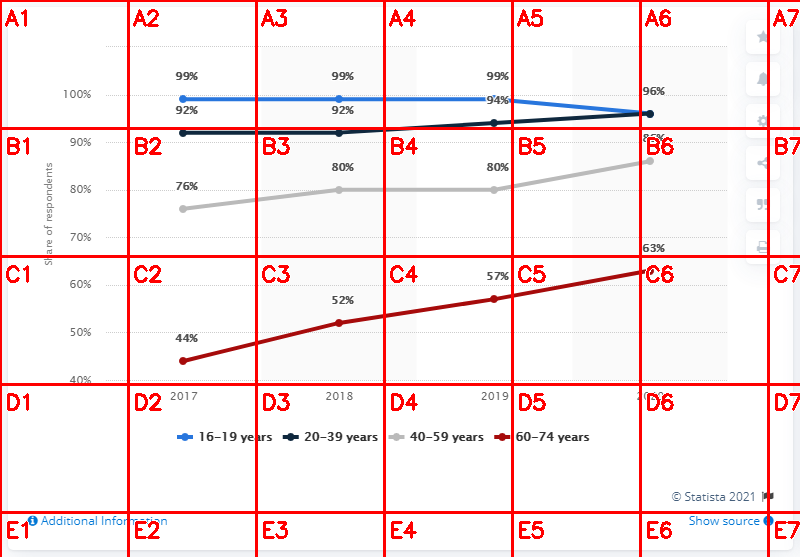 A1 A2 A3 A4 A5 A6 A7
99% 99% 99%
100% 94% 96%
92% 92%
90%
B1 B2 B3 B4 B5 B6 B7
80% 80% 80%
76%
Share of respondents
70%
63%
C1 C2 C3 C4 C5 C6 C7
60% 57%
52%
50%
44%
40%
2017 2018 2019
D1 D2 D3 D4 D5 D6 D7
16-19 years 20-39 years 40-59 years 60-74 years
© Statista 2021
Additional Information Show source
E1 E2 E3 E4 E5 E6 E7